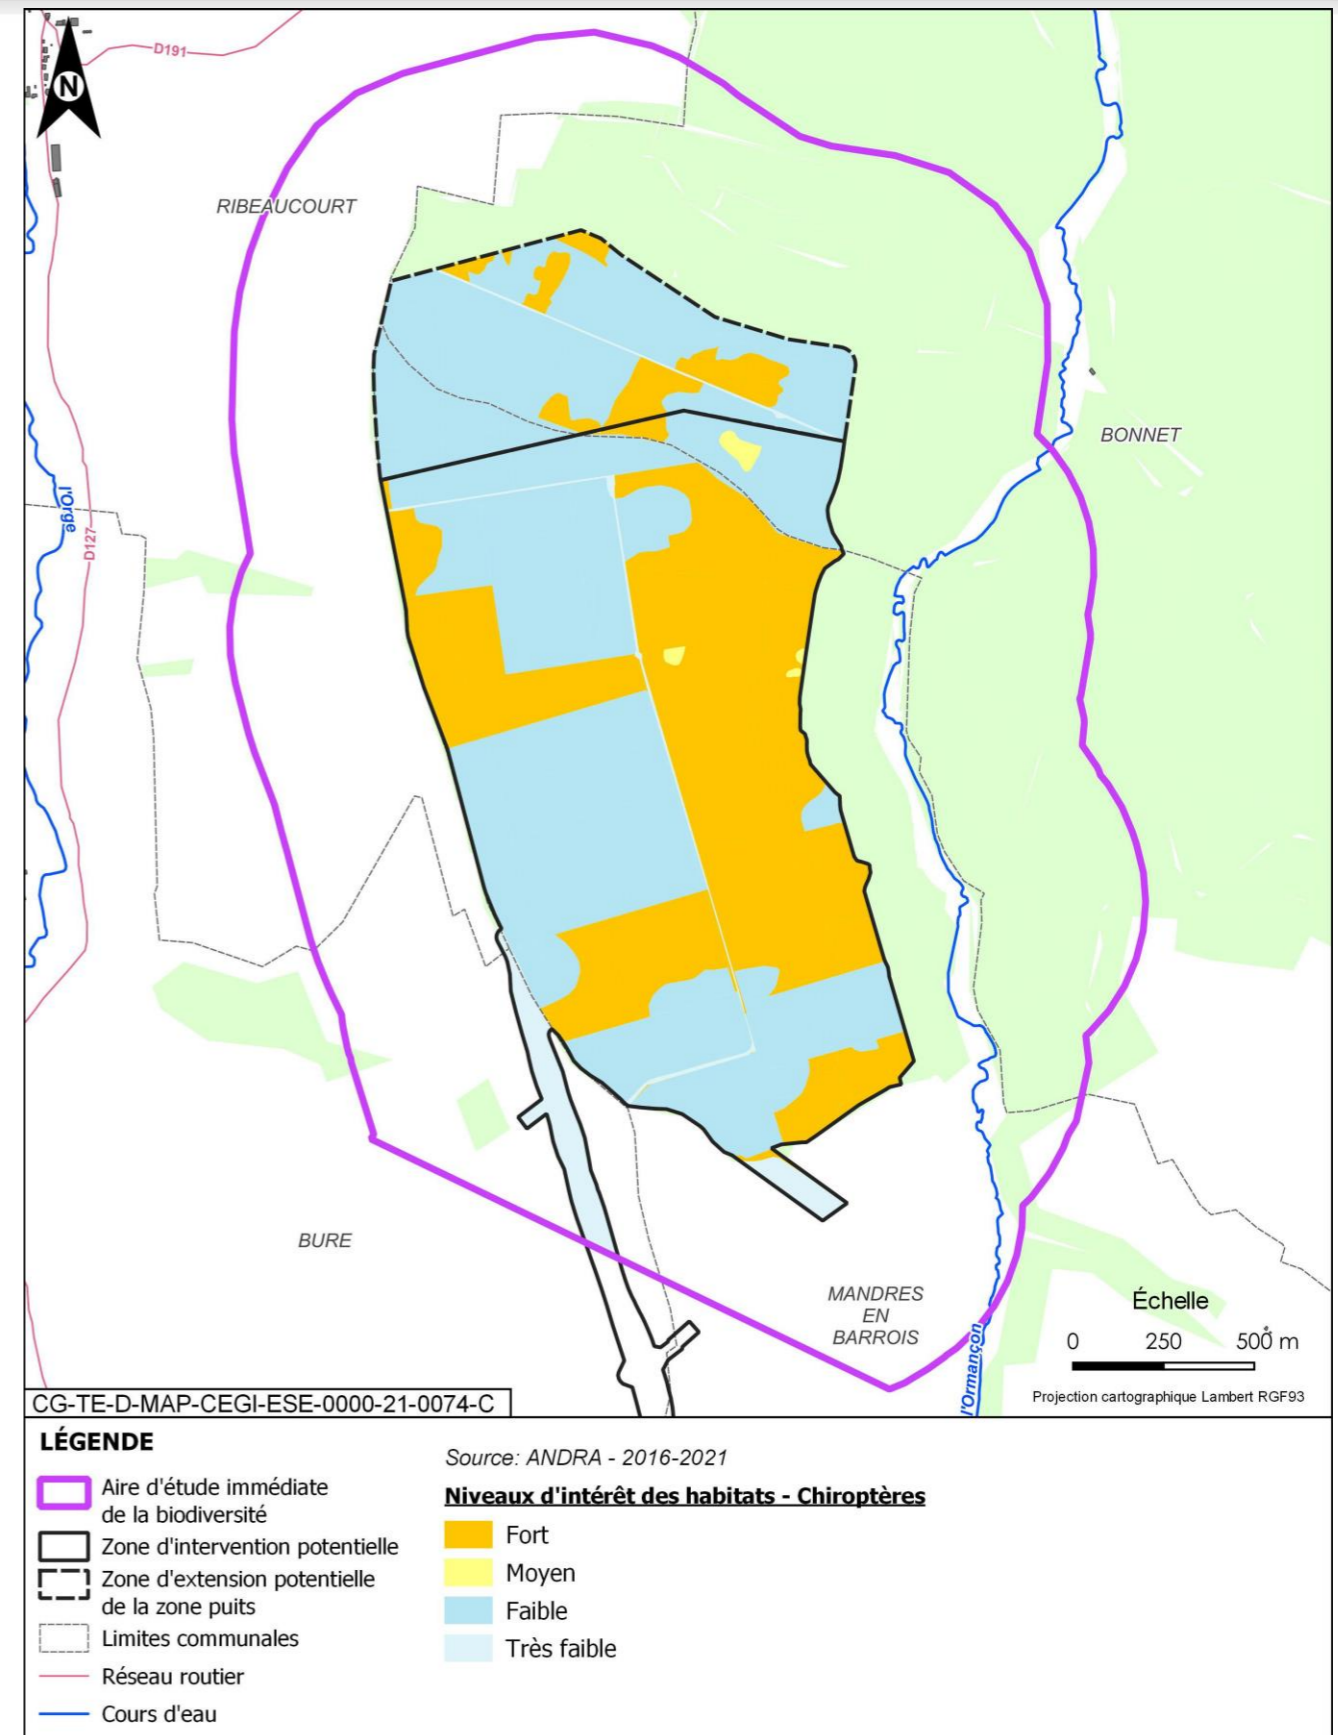 D191
N
RIBEAUCOURT
BONNET
l'Orge
D127
BURE
MANDRES
EN
BARROIS
l'Ormançon
Échelle
0 250 500 m
Projection cartographique Lambert RGF93
CG-TE-D-MAP-CEGI-ESE-0000-21-0074-C
LÉGENDE
Aire d'étude immédiate
de la biodiversité
Zone d'intervention potentielle
Zone d'extension potentielle
de la zone puits
Limites communales
Réseau routier
Cours d'eau
Source: ANDRA - 2016-2021
Niveaux d'intérêt des habitats - Chiroptères
Fort
Moyen
Faible
Très faible